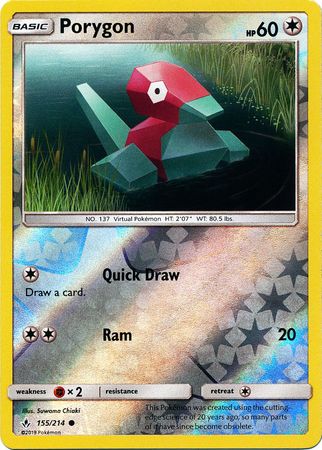 BASIC Porygon HP 60
NO. 137 Virtual Pokémon HT: 2'07" WT: 80.5 lbs.
Quick Draw
Draw a card.
Ram 20
weakness × 2 resistance retreat
Illus. Suwama Chiaki
155/214
©2019 Pokémon
This Pokémon was created using the cutting-
edge science of 20 years ago, so many parts
of it have since become obsolete.